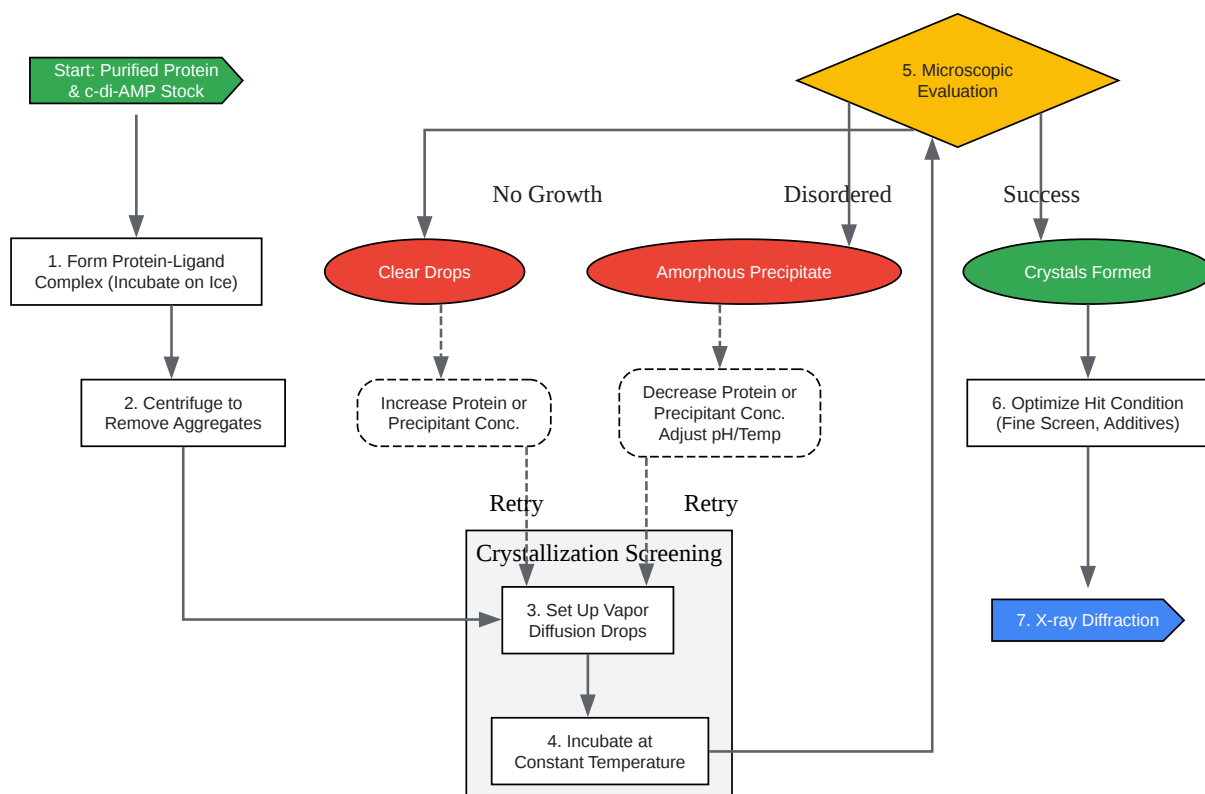 Start: Purified Protein
& c-di-AMP Stock
5. Microscopic
Evaluation
No Growth
Disordered
Success
1. Form Protein-Ligand
Complex (Incubate on Ice)
Clear Drops
Amorphous Precipitate
Crystals Formed
2. Centrifuge to
Remove Aggregates
Increase Protein or
Precipitant Conc.
Decrease Protein or
Precipitant Conc.
Adjust pH/Temp
6. Optimize Hit Condition
(Fine Screen, Additives)
Retry
Retry
Crystallization Screening
3. Set Up Vapor
Diffusion Drops
7. X-ray Diffraction
4. Incubate at
Constant Temperature